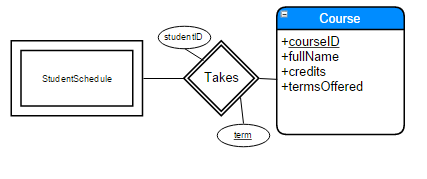 Course
studentID
+courseID
+fullName
StudentSchedule
Takes
+credits
+termsOffered
term